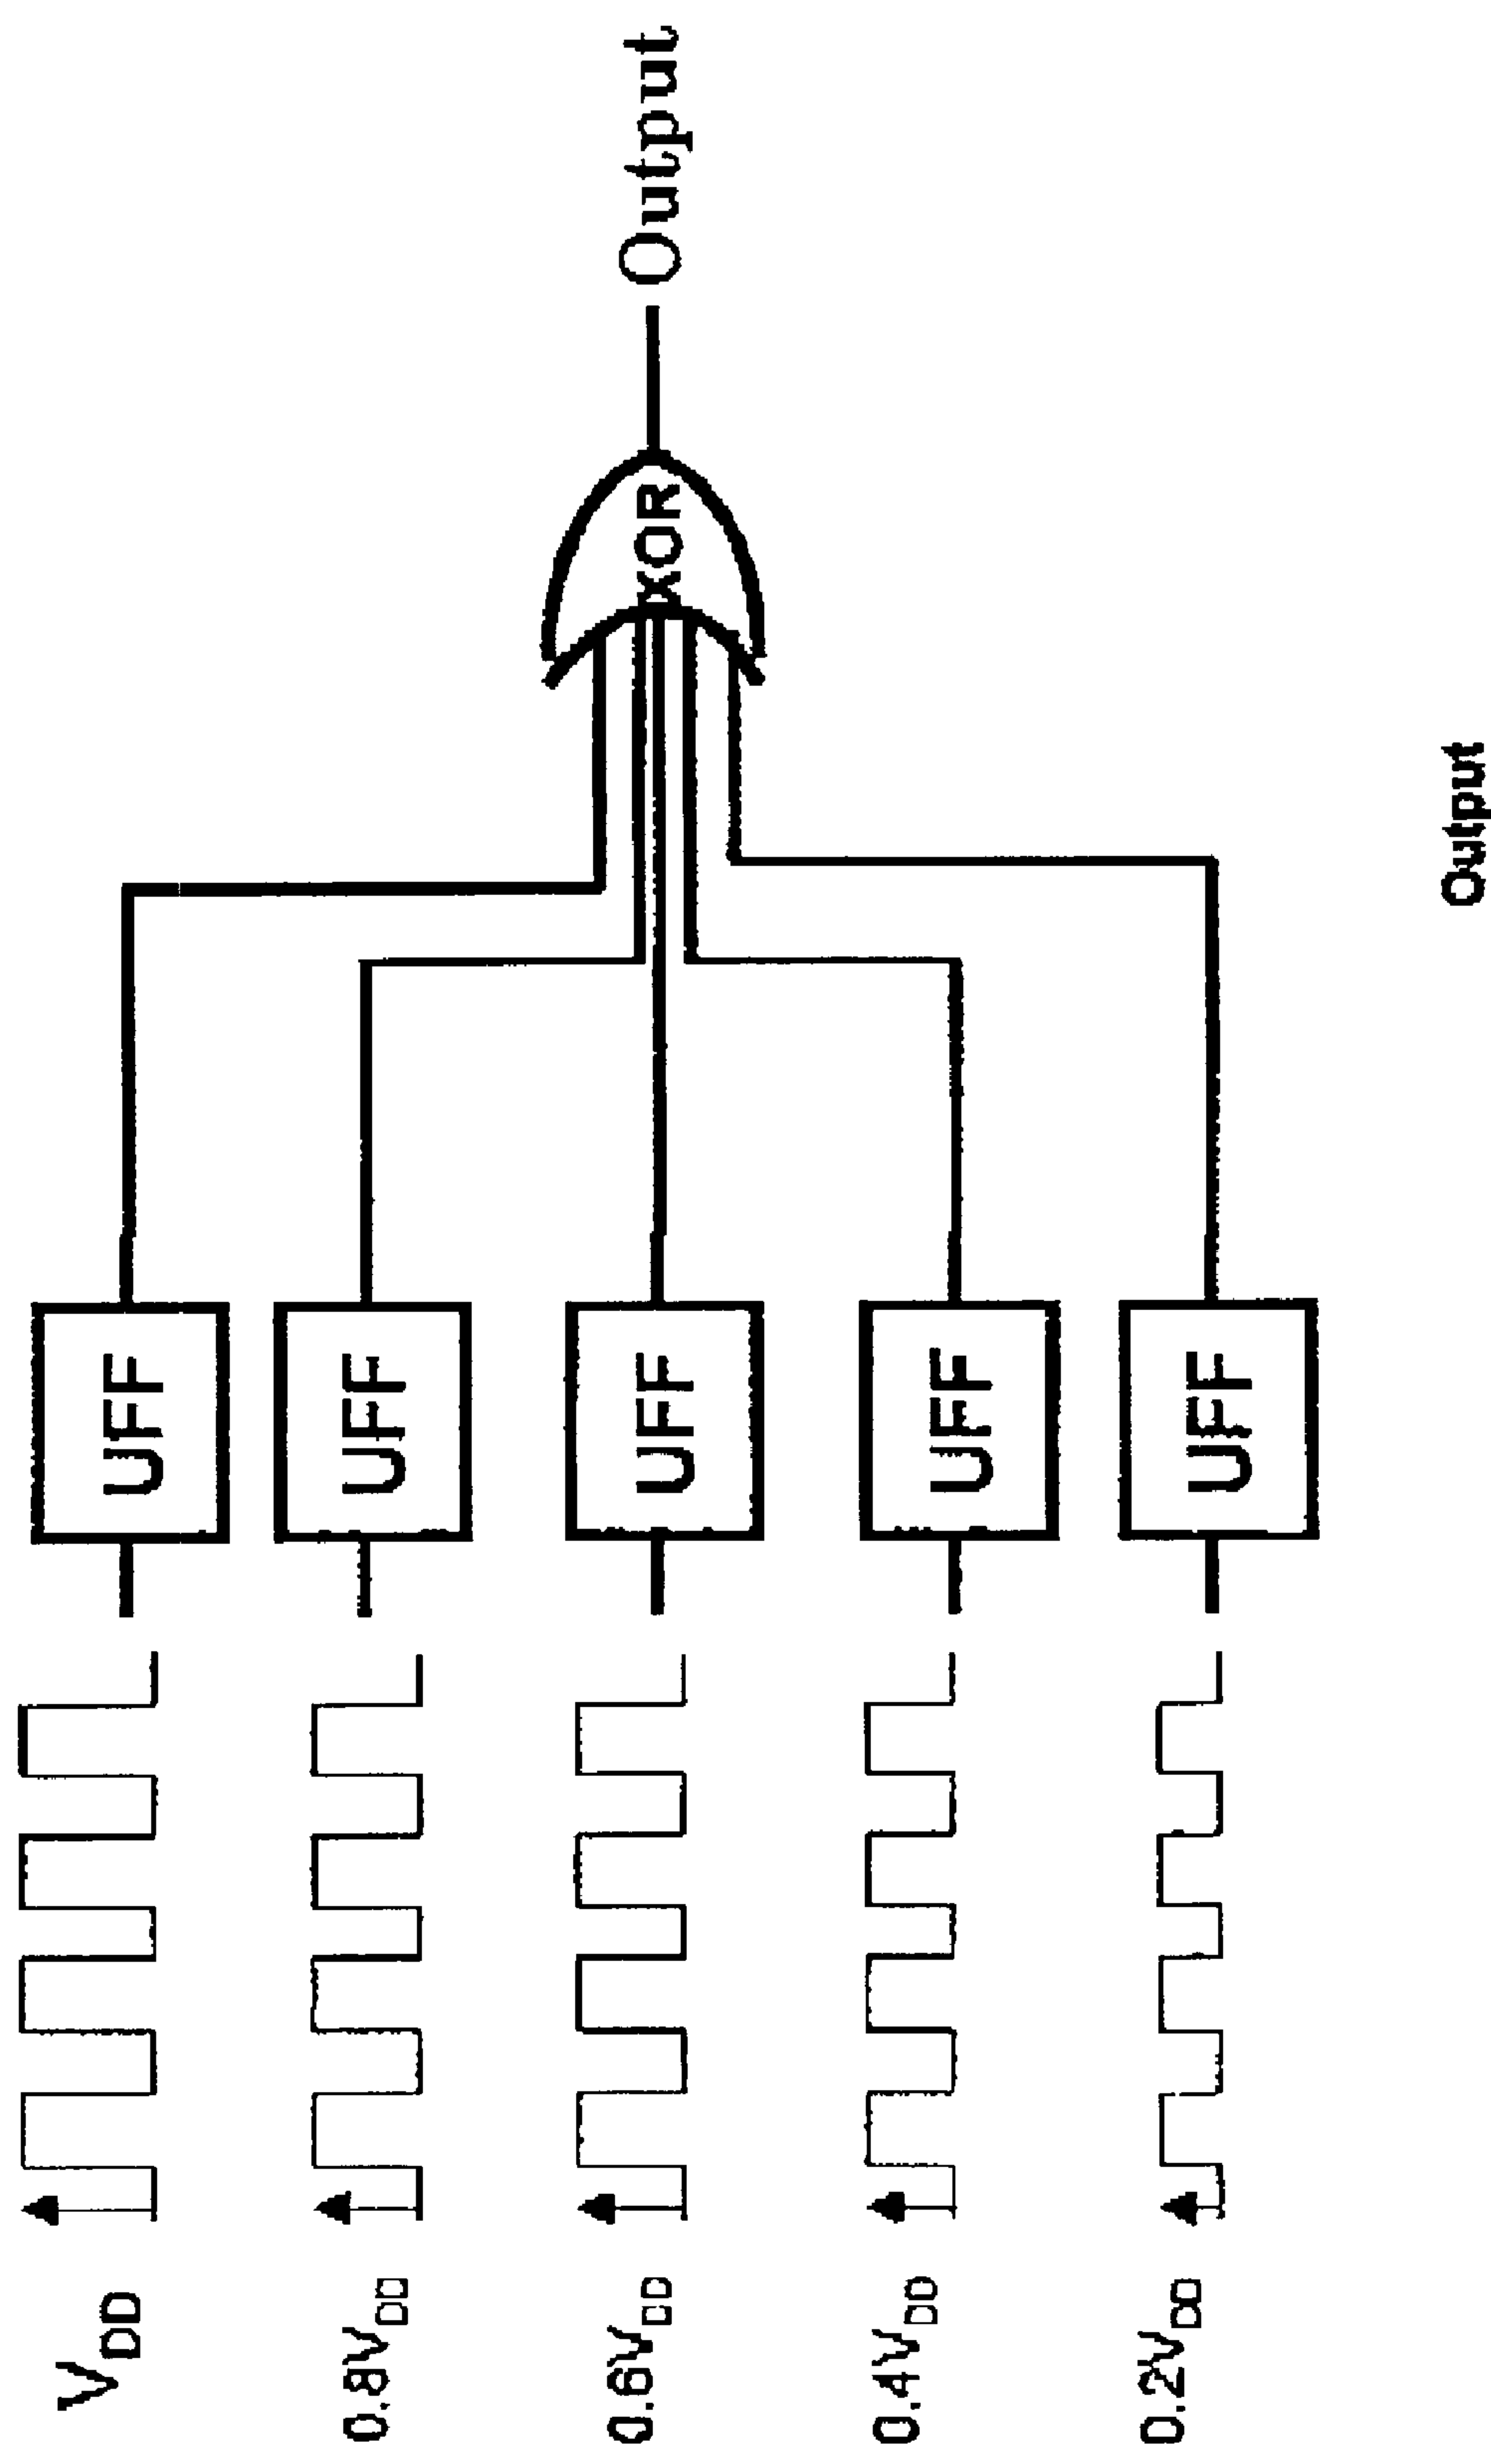 V_DD
0.8V_DD
0.6V_DD
0.4V_DD
0.2V_DD
UFF
UFF
UFF
UFF
UFF
XOR
Output
Output